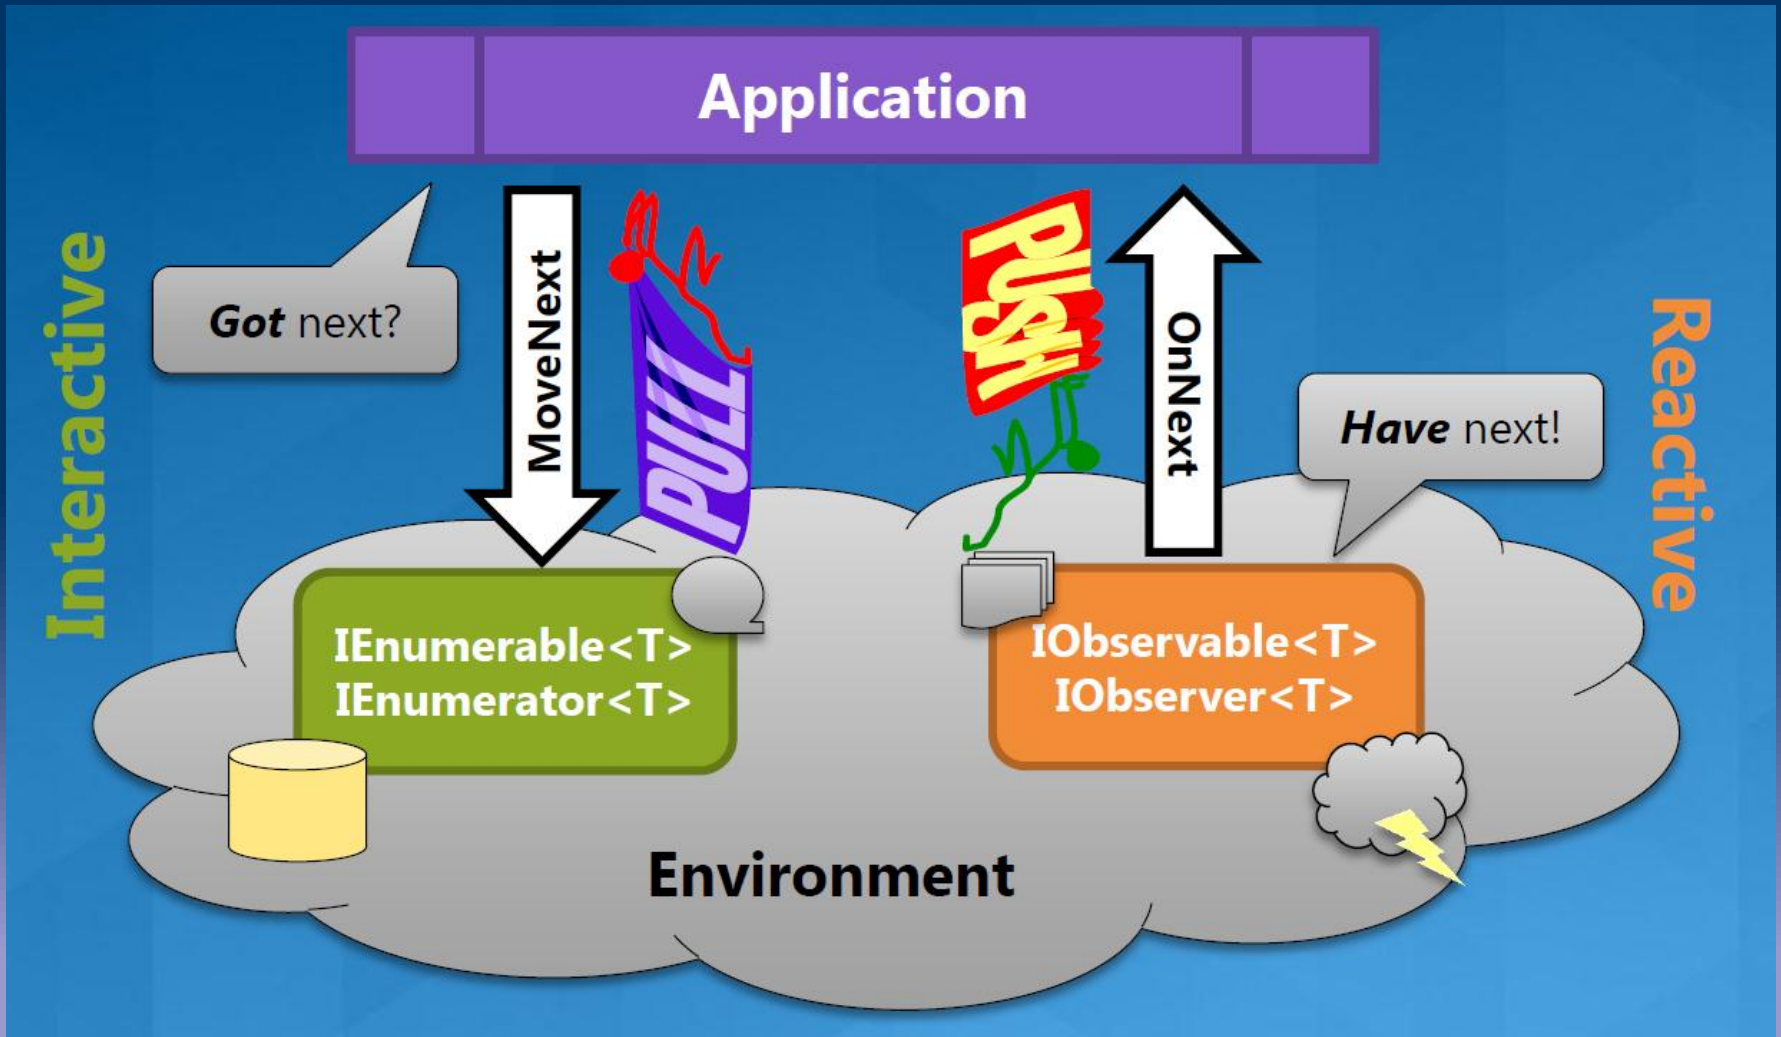 Application
Interactive
Got next?
MoveNext
PULL
PUSH
OnNext
Have next!
Reactive
IEnumerable<T>
IEnumerator<T>
IObservable<T>
IObserver<T>
Environment